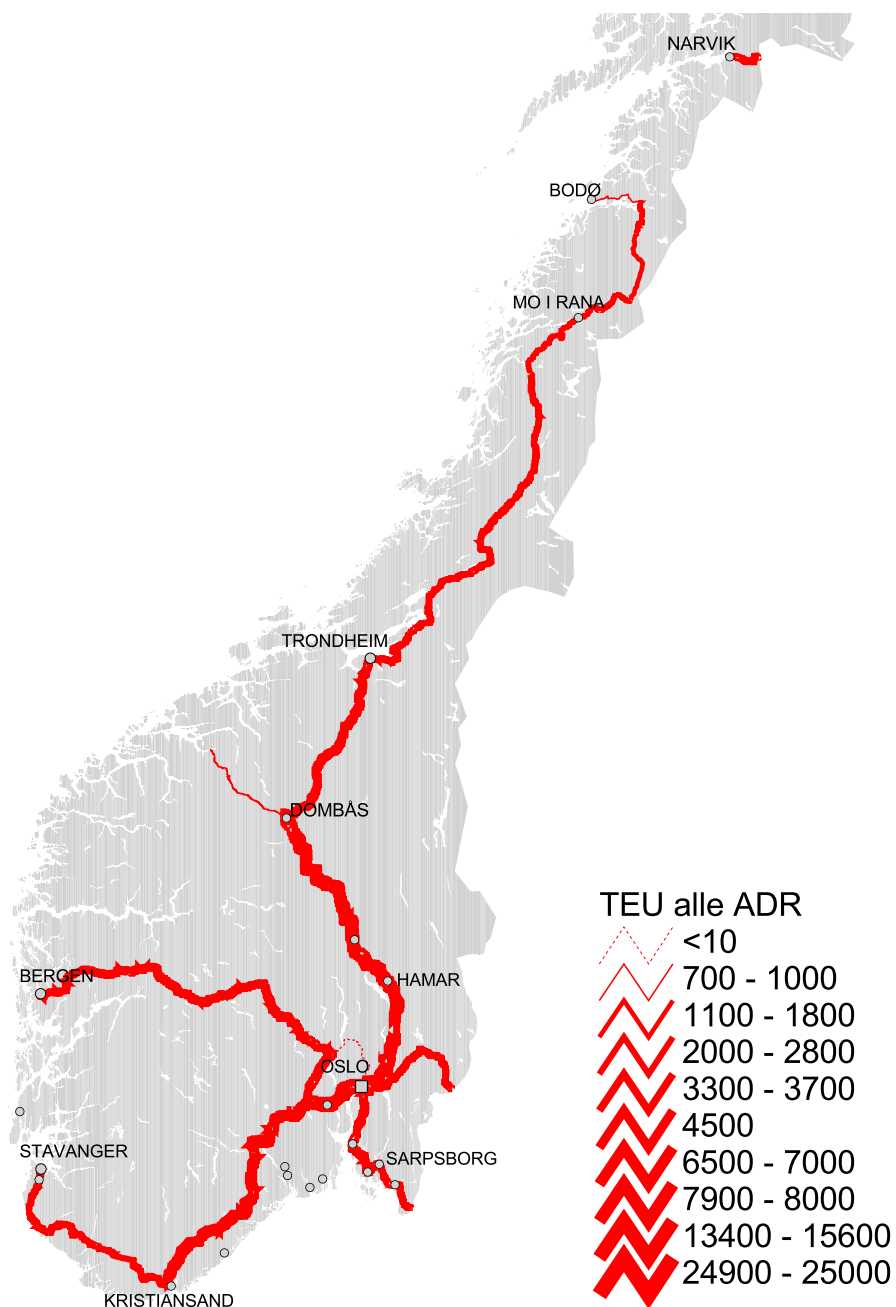 NARVIK
BODØ
MO I RANA
TRONDHEIM
DOMBÅS
BERGEN
HAMAR
OSLO
STAVANGER
SARPSBORG
KRISTIANSAND
TEU alle ADR
<10
700 - 1000
1100 - 1800
2000 - 2800
3300 - 3700
4500
6500 - 7000
7900 - 8000
13400 - 15600
24900 - 25000